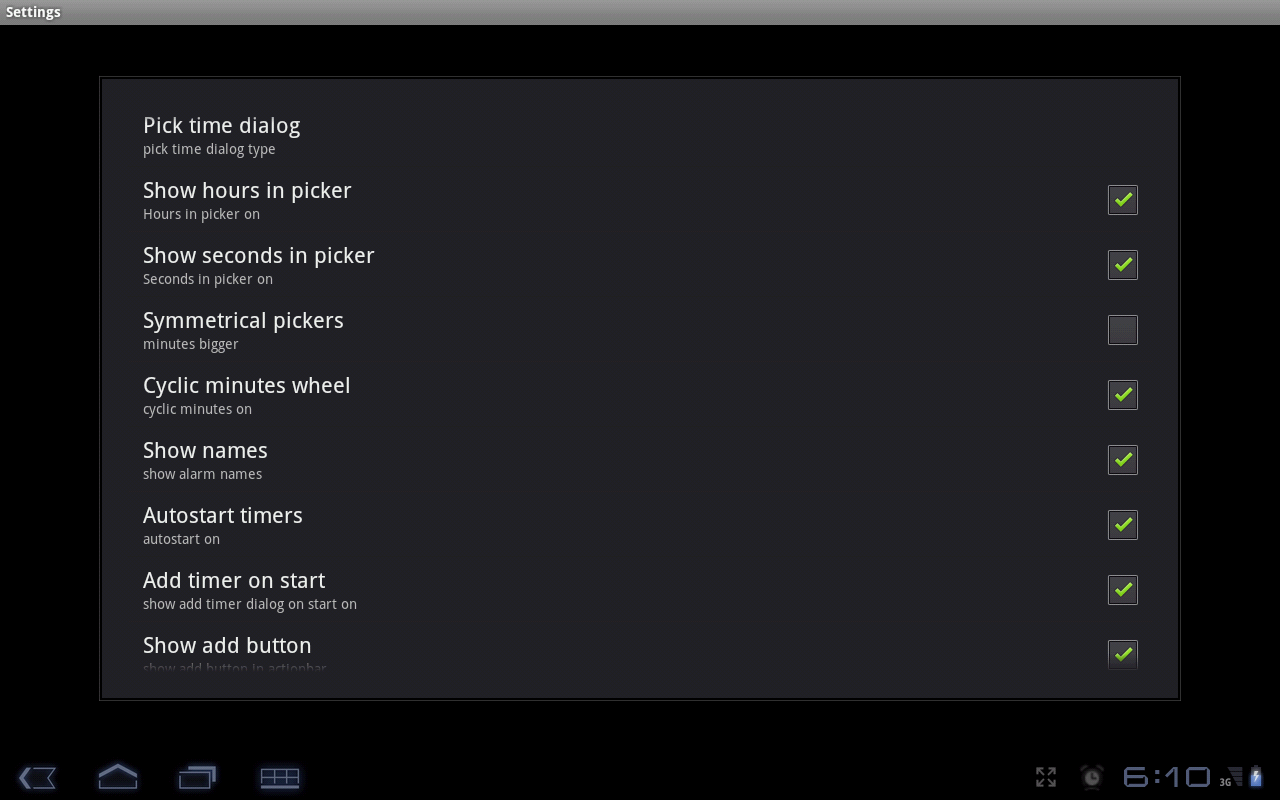 Settings
Pick time dialog
pick time dialog type
Show hours in picker
Hours in picker on
Show seconds in picker
Seconds in picker on
Symmetrical pickers
minutes bigger
Cyclic minutes wheel
cyclic minutes on
Show names
show alarm names
Autostart timers
autostart on
Add timer on start
show add timer dialog on start on
Show add button
show add button in actionbar
6:10
3G